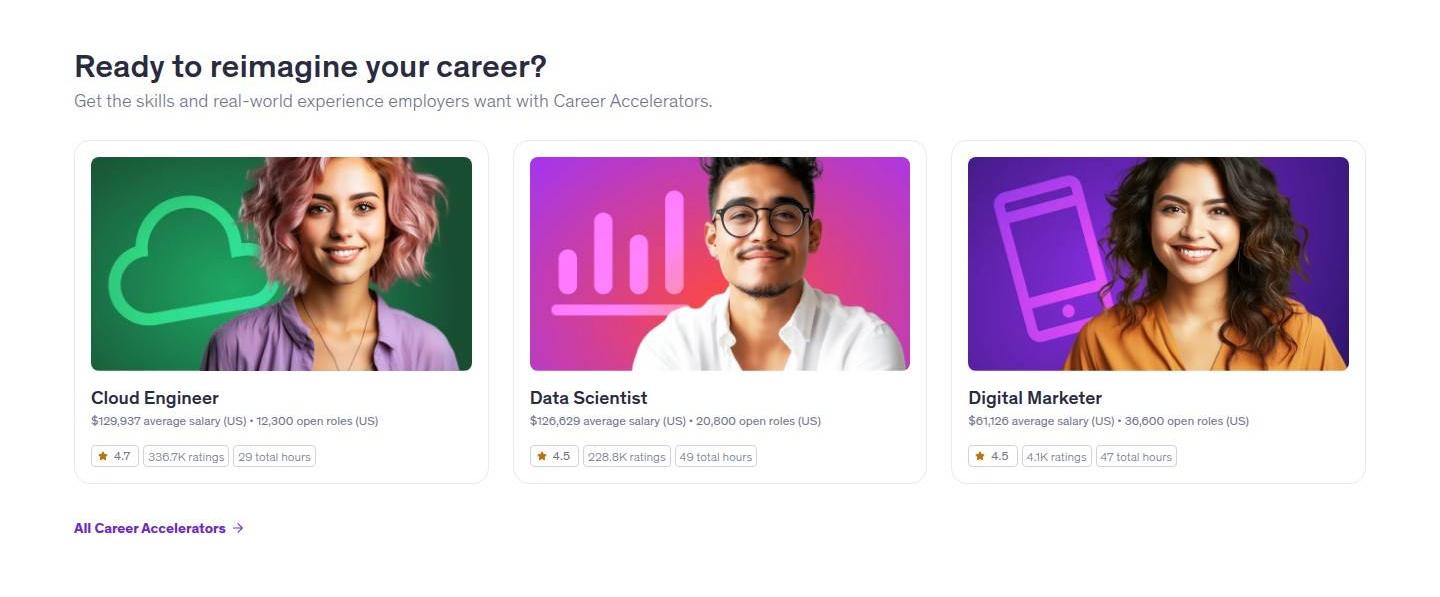 Ready to reimagine your career?
Get the skills and real-world experience employers want with Career Accelerators.
Cloud Engineer
$129,937 average salary (US) • 12,300 open roles (US)
4.7 336.7K ratings 29 total hours
Data Scientist
$126,629 average salary (US) • 20,800 open roles (US)
4.5 228.8K ratings 49 total hours
Digital Marketer
$61,126 average salary (US) • 36,600 open roles (US)
4.5 4.1K ratings 47 total hours
All Career Accelerators →